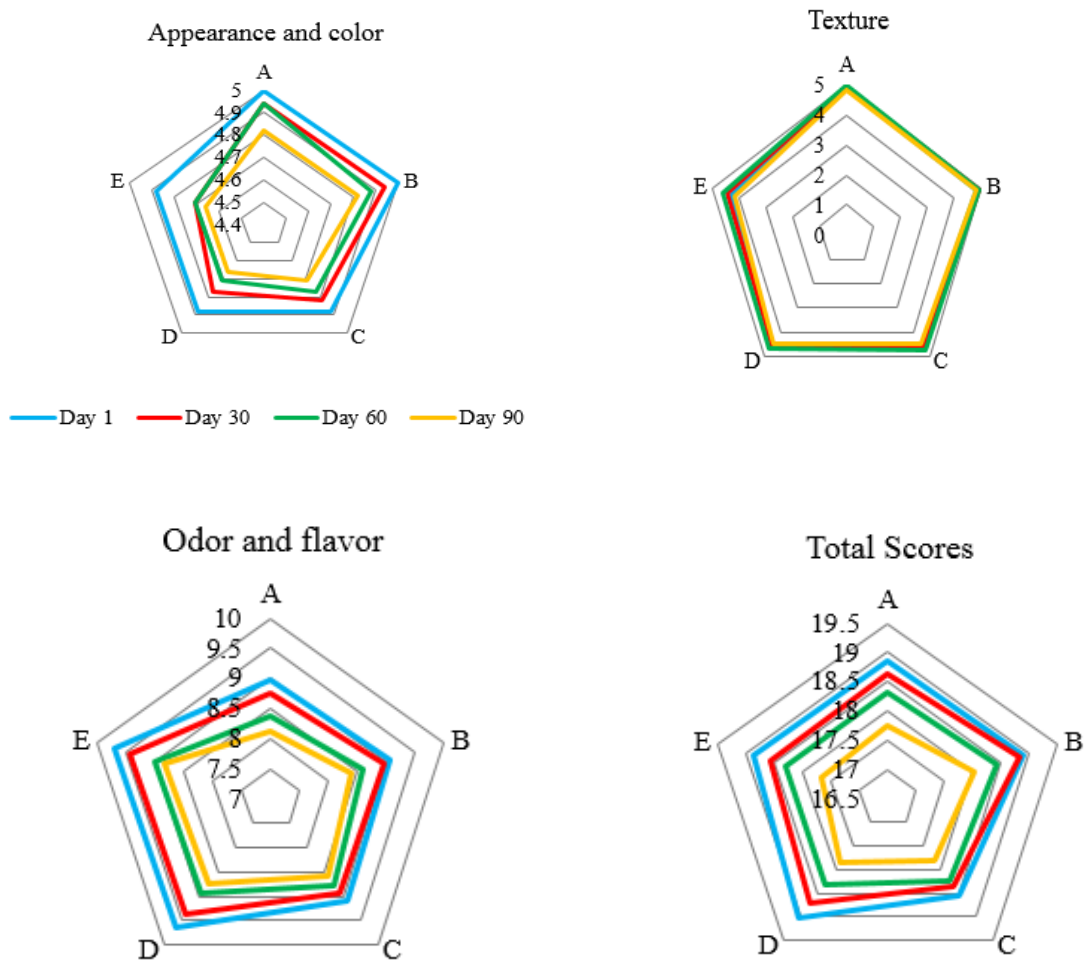 Appearance and color
A
5
4.9
4.8
4.7
4.6
4.5
4.4
B
C
D
E
Texture
A
5
4
3
2
1
0
B
C
D
E
Day 1 Day 30 Day 60 Day 90
Odor and flavor
A
10
9.5
9
8.5
8
7.5
7
B
C
D
E
Total Scores
A
19.5
19
18.5
18
17.5
17
16.5
B
C
D
E